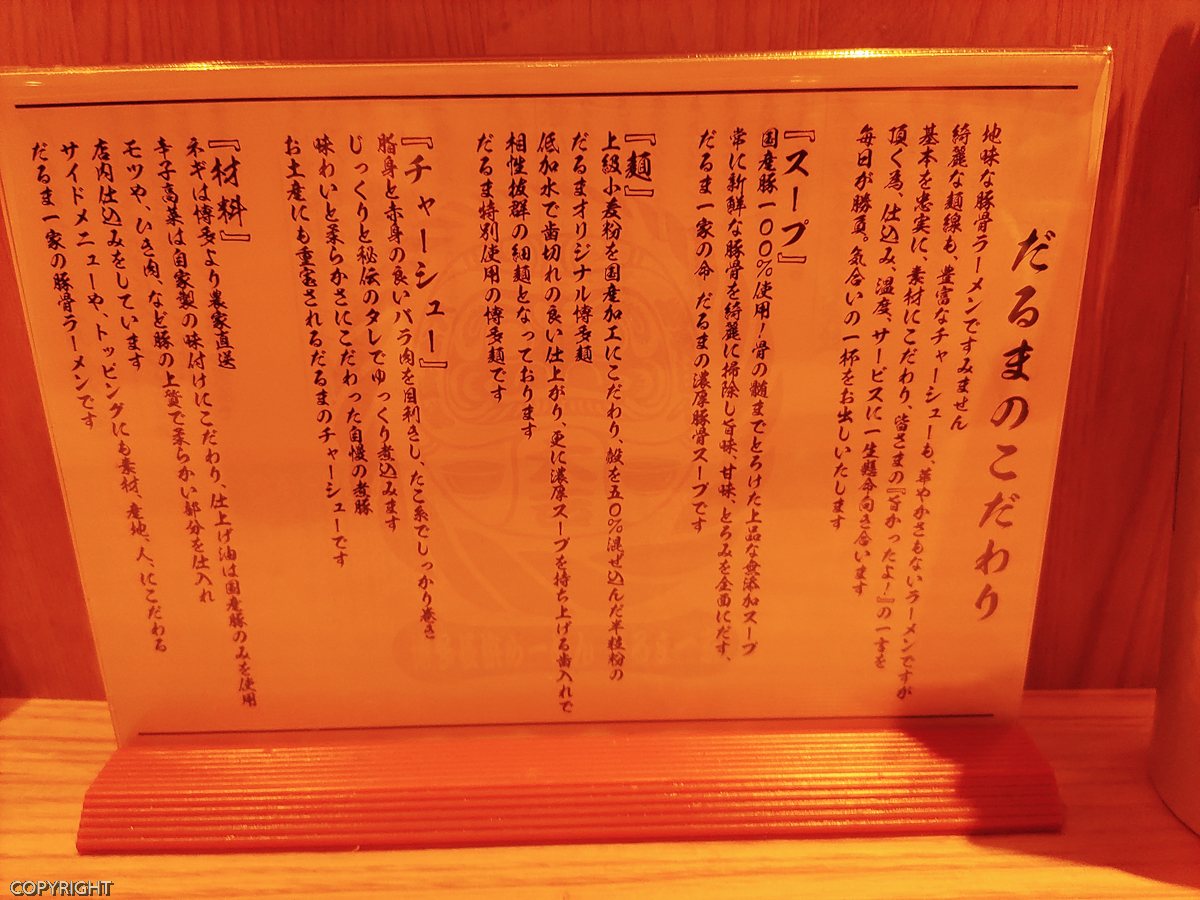 だるまのこだわり
地味な豚骨ラーメンですみません
綺麗な麺線も、豊富なチャーシューも、華やかさもないラーメンですが
基本を忠実に、素材にこだわり、皆さまの『旨かったよ!』の一言を
頂く為、仕込み、温度、サービスに一生懸命向き合います
毎日が勝負。気合いの一杯をお出しいたします
『スープ』
国産豚一〇〇%使用!骨の髄までとろけた上品な無添加スープ
常に新鮮な豚骨を綺麗に掃除し旨味、甘味、とろみを全面にだす、
だるま一家の命 だるまの濃厚豚骨スープです
『麺』
上級小麦粉を国産加工にこだわり、殻を五〇%混ぜ込んだ半粒粉の
だるまオリジナル博多麺
低加水で歯切れの良い仕上がり、更に濃厚スープを持ち上げる歯入れで
相性抜群の細麺となっております
だるま特別使用の博多麺です
『チャーシュー』
脂身と赤身の良いバラ肉を目利きし、たこ糸でしっかり巻き
じっくりと秘伝のタレでゆっくり煮込みます
味わいと柔らかさにこだわった自慢の煮豚
お土産にも重宝されるだるまのチャーシューです
『材料』
ネギは博多より農家直送
辛子高菜は自家製の味付けにこだわり、仕上げ油は国産豚のみを使用
モツや、ひき肉、など豚の上質で柔らかい部分を仕入れ
店内仕込みをしています
サイドメニューや、トッピングにも素材、産地、人、にこだわる
だるま一家の豚骨ラーメンです
COPYRIGHT